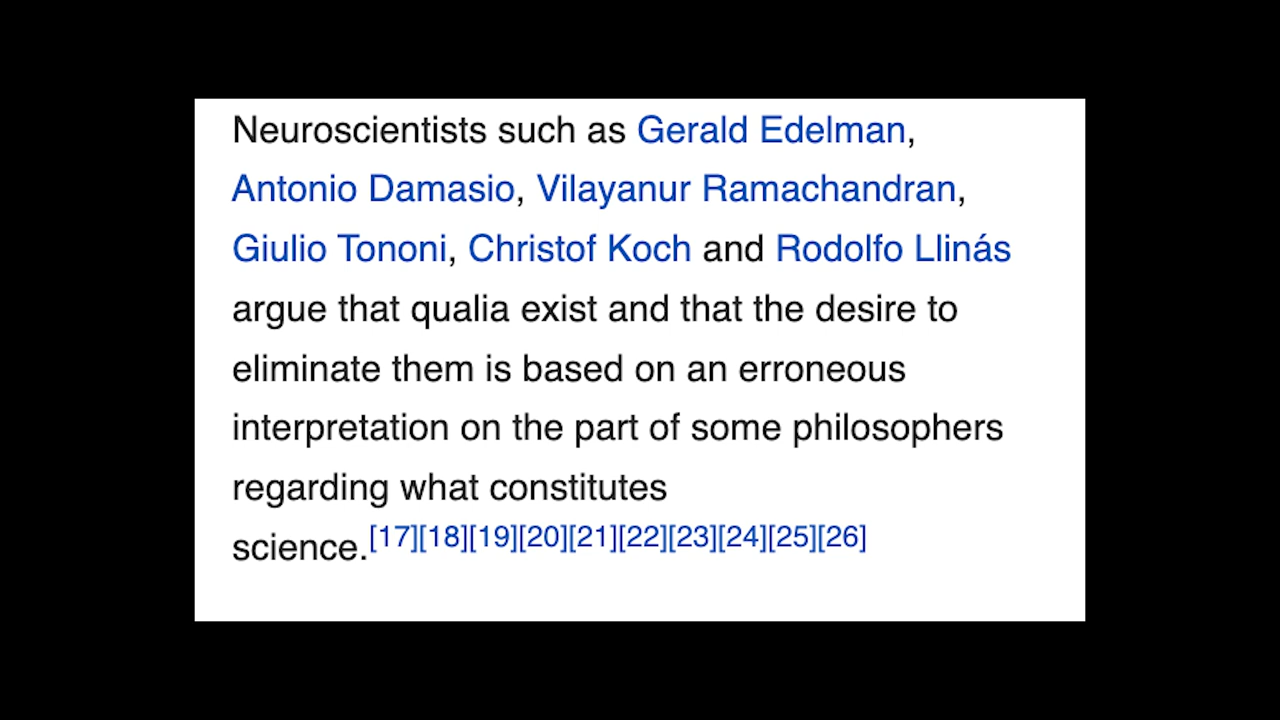 Neuroscientists such as Gerald Edelman,
Antonio Damasio, Vilayanur Ramachandran,
Giulio Tononi, Christof Koch and Rodolfo Llinás
argue that qualia exist and that the desire to
eliminate them is based on an erroneous
interpretation on the part of some philosophers
regarding what constitutes
science.[17][18][19][20][21][22][23][24][25][26]